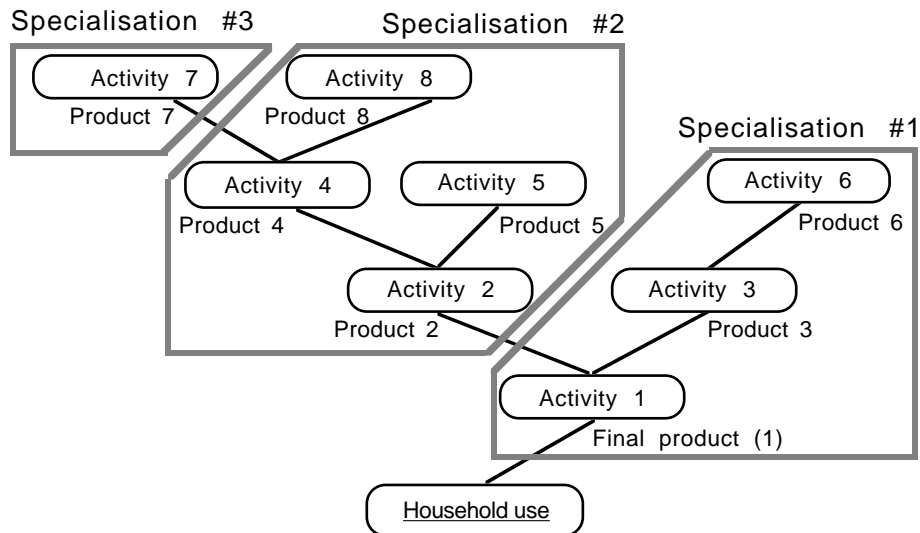 Specialisation #3
Specialisation #2
Activity 7
Activity 8
Product 7
Product 8
Specialisation #1
Activity 4
Activity 5
Activity 6
Product 4
Product 5
Product 6
Activity 2
Activity 3
Product 2
Product 3
Activity 1
Final product (1)
Household use